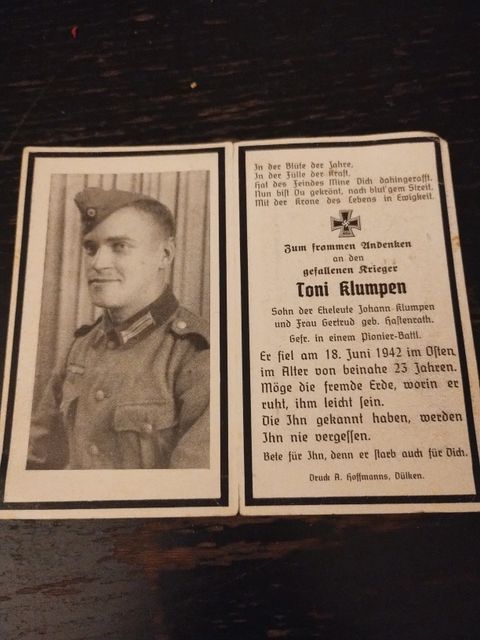 In der Blüte der Jahre,
In der Fülle der Kraft,
Hat des Feindes Mine Dich dahingerafft.
Nun bist Du gekrönt, nach blut'gem Streit,
Mit der Krone des Lebens in Ewigkeit.
Zum frommen Andenken
an den
gefallenen Krieger
Toni Klumpen
Sohn der Eheleute Johann Klumpen
und Frau Gertrud geb. Hastenrath.
Gefr. in einem Pionier-Batl.
Er fiel am 18. Juni 1942 im Osten
im Alter von beinahe 23 Jahren.
Möge die fremde Erde, worin er
ruht, ihm leicht sein.
Die Ihn gekannt haben, werden
Ihn nie vergessen.
Bete für Ihn, denn er starb auch für Dich.
Druck A. Hoffmanns, Dülken.